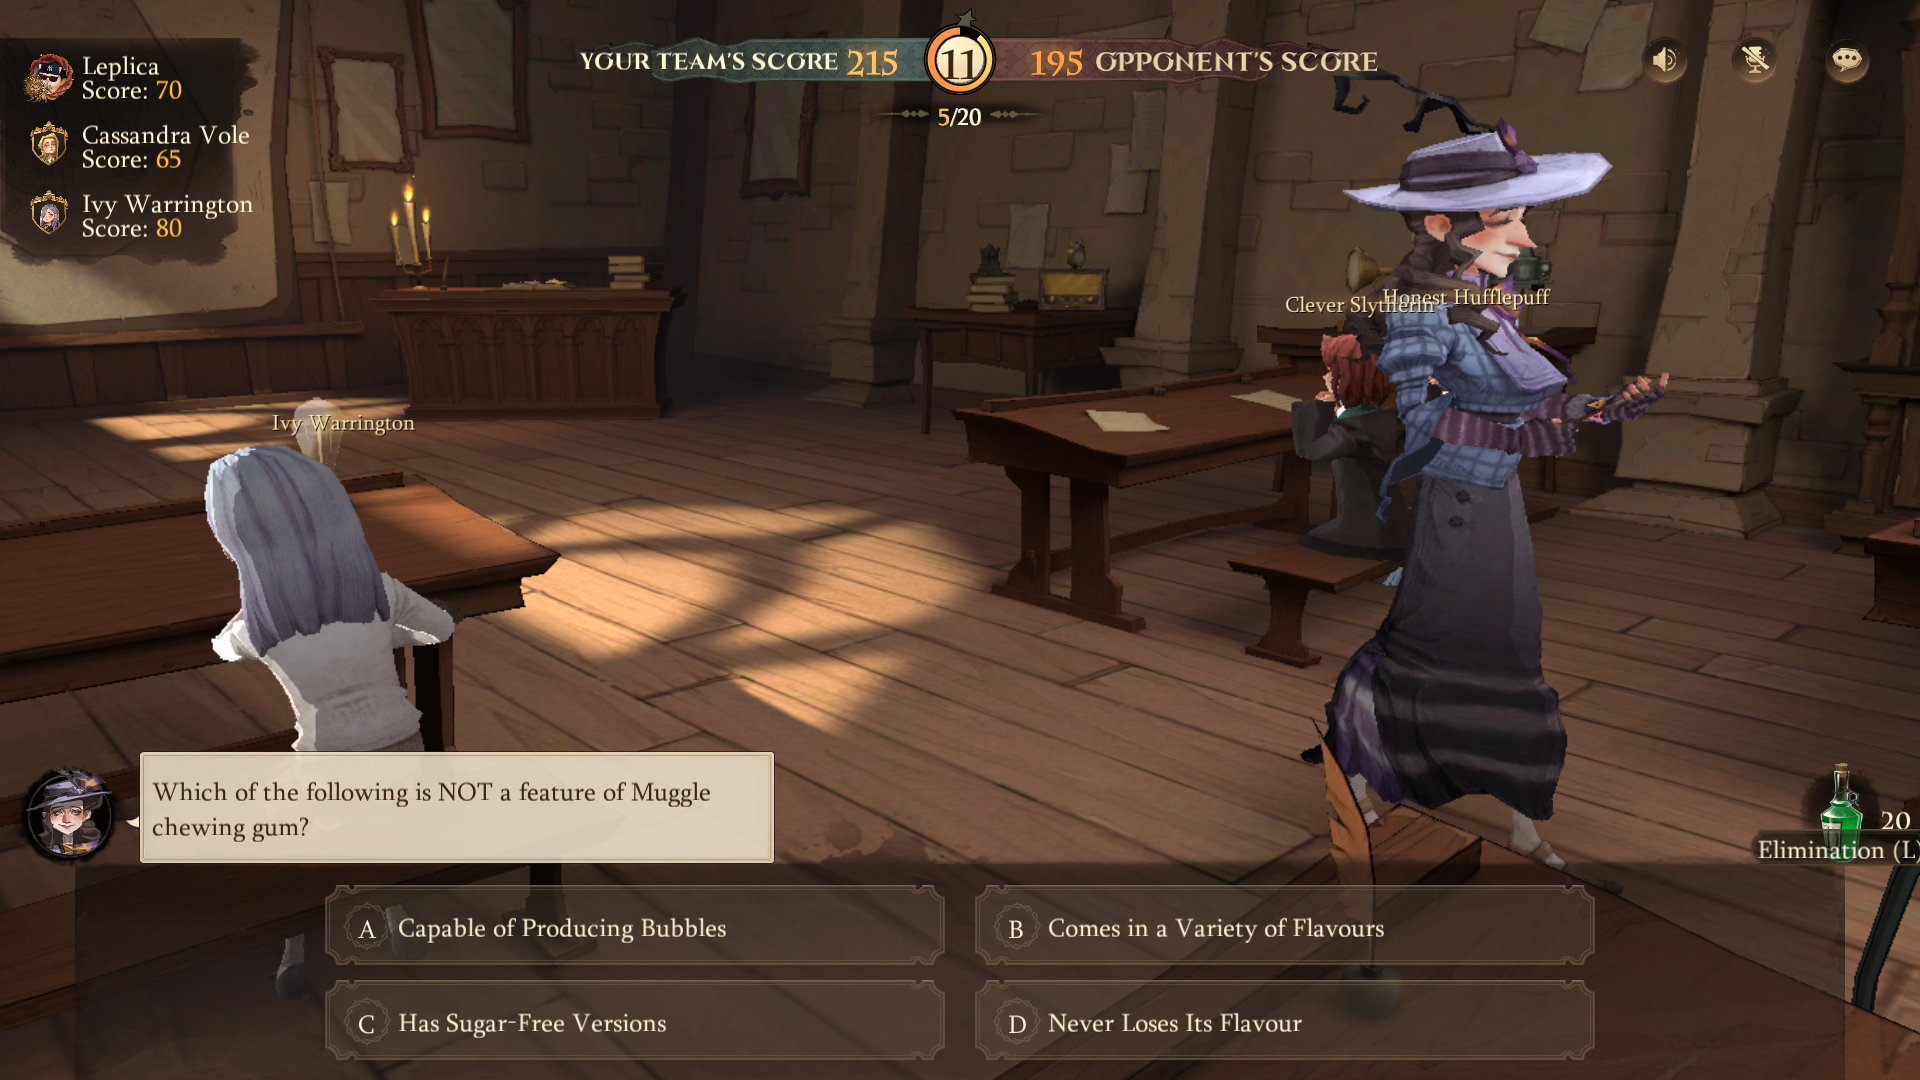 Leplica
Score: 70
Cassandra Vole
Score: 65
Ivy Warrington
Score: 80
YOUR TEAM'S SCORE 215
11
195 OPPONENT'S SCORE
5/20
Clever Slytherin
Honest Hufflepuff
Ivy Warrington
Which of the following is NOT a feature of Muggle
chewing gum?
20
Elimination (L)
A Capable of Producing Bubbles
B Comes in a Variety of Flavours
C Has Sugar-Free Versions
D Never Loses Its Flavour